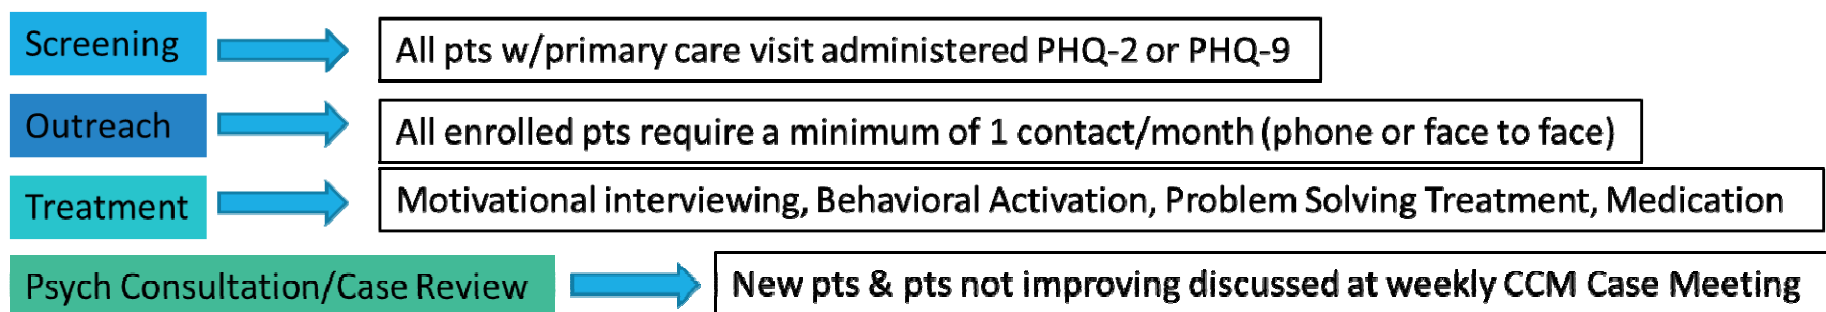 Screening
All pts w/primary care visit administered PHQ-2 or PHQ-9
Outreach
All enrolled pts require a minimum of 1 contact/month (phone or face to face)
Treatment
Motivational interviewing, Behavioral Activation, Problem Solving Treatment, Medication
Psych Consultation/Case Review
New pts & pts not improving discussed at weekly CCM Case Meeting